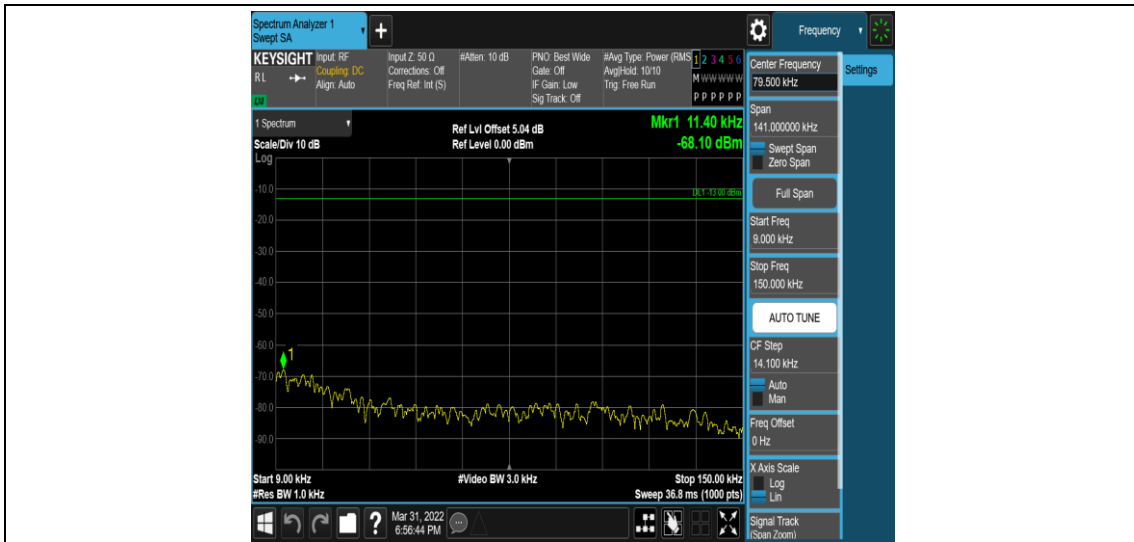 Spectrum Analyzer 1
Swept SA
+
Frequency
KEYSIGHT
RL
LXI
Input: RF
Coupling: DC
Align: Auto
Input Z: 50 Ω
Corrections: Off
Freq Ref: Int (S)
#Atten: 10 dB
PNO: Best Wide
Gate: Off
IF Gain: Low
Sig Track: Off
#Avg Type: Power (RMS
Avg|Hold: 10/10
Trig: Free Run
1 2 3 4 5 6
M W W W W W
P P P P P P
1 Spectrum
Scale/Div 10 dB
Log
Ref Lvl Offset 5.04 dB
Ref Level 0.00 dBm
Mkr1 11.40 kHz
-68.10 dBm
DL1 -13.00 dBm
-10.0
-20.0
-30.0
-40.0
-50.0
-60.0
-70.0
-80.0
-90.0
1
Start 9.00 kHz
#Res BW 1.0 kHz
#Video BW 3.0 kHz
Stop 150.00 kHz
Sweep 36.8 ms (1000 pts)
Center Frequency
79.500 kHz
Settings
Span
141.000000 kHz
Swept Span
Zero Span
Full Span
Start Freq
9.000 kHz
Stop Freq
150.000 kHz
AUTO TUNE
CF Step
14.100 kHz
Auto
Man
Freq Offset
0 Hz
X Axis Scale
Log
Lin
Signal Track
(Span Zoom)
?
Mar 31, 2022
6:56:44 PM